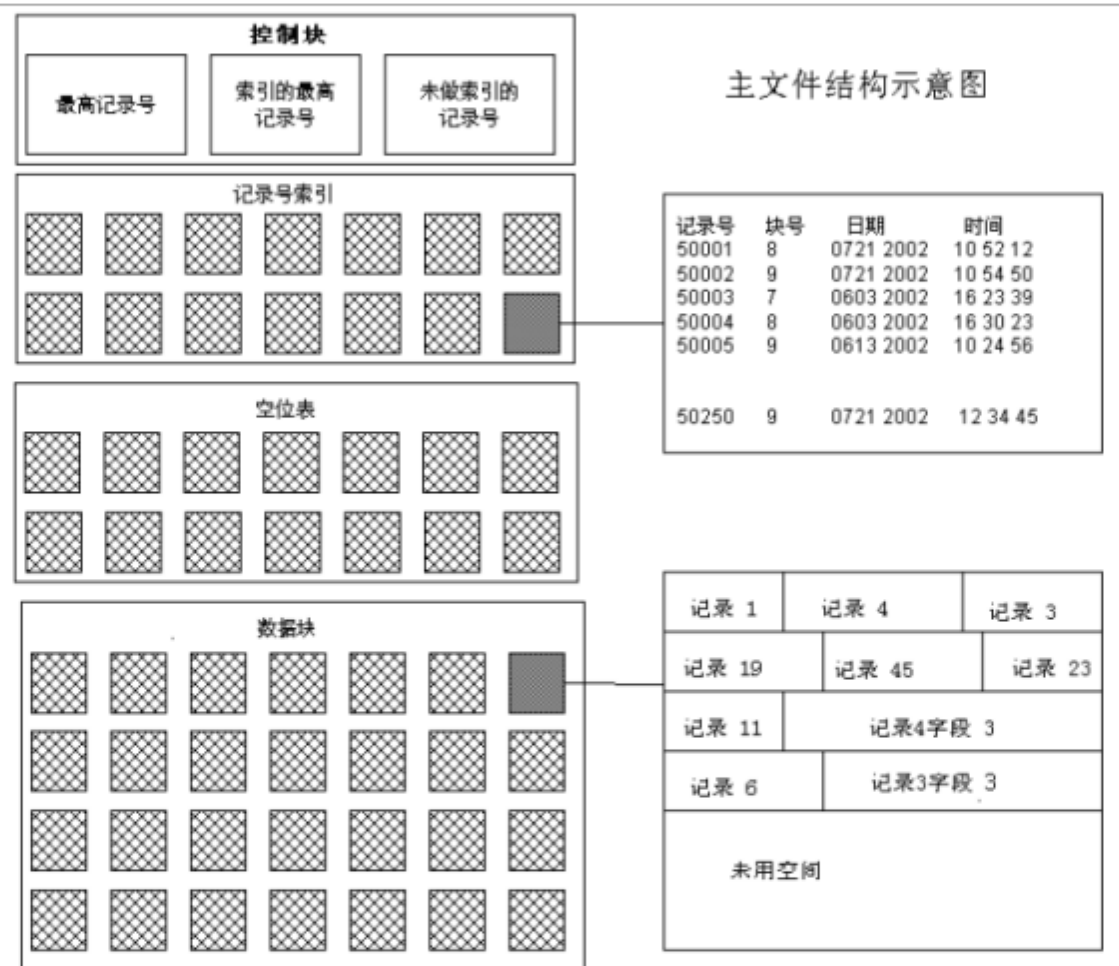 控制块
最高记录号
索引的最高
记录号
未做索引的
记录号
主文件结构示意图
记录号索引
记录号 块号 日期 时间
50001 8 0721 2002 10 52 12
50002 9 0721 2002 10 54 50
50003 7 0603 2002 16 23 39
50004 8 0603 2002 16 30 23
50005 9 0613 2002 10 24 56
50250 9 0721 2002 12 34 45
空位表
数据块
记录 1 记录 4 记录 3
记录 19 记录 45 记录 23
记录 11 记录4字段 3
记录 6 记录3字段 3
未用空间